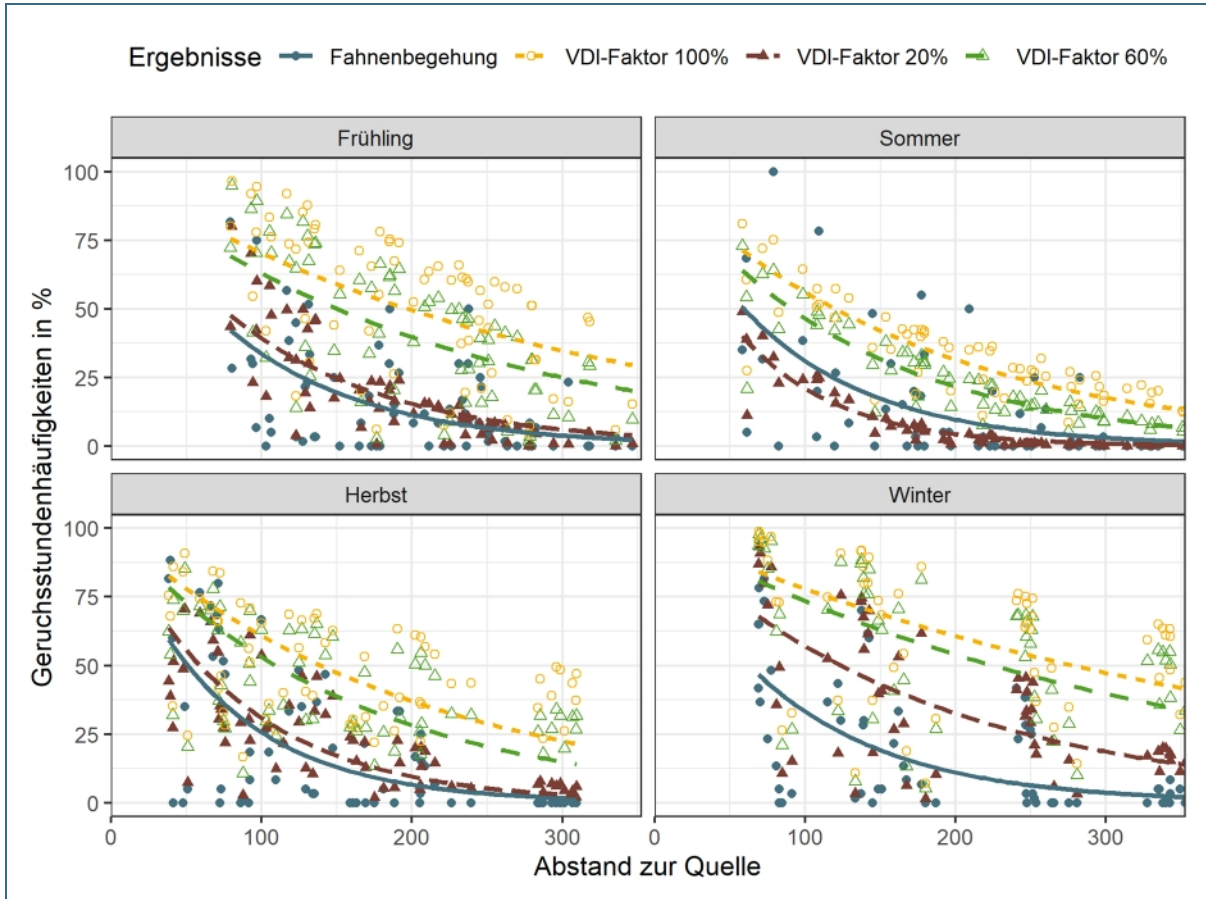 Ergebnisse Fahnenbegehung VDI-Faktor 100% VDI-Faktor 20% VDI-Faktor 60%
Frühling Sommer
100
75
50
25
0
Herbst Winter
100
75
50
25
0
0 100 200 300 0 100 200 300
Abstand zur Quelle
Geruchsstundenhäufigkeiten in %